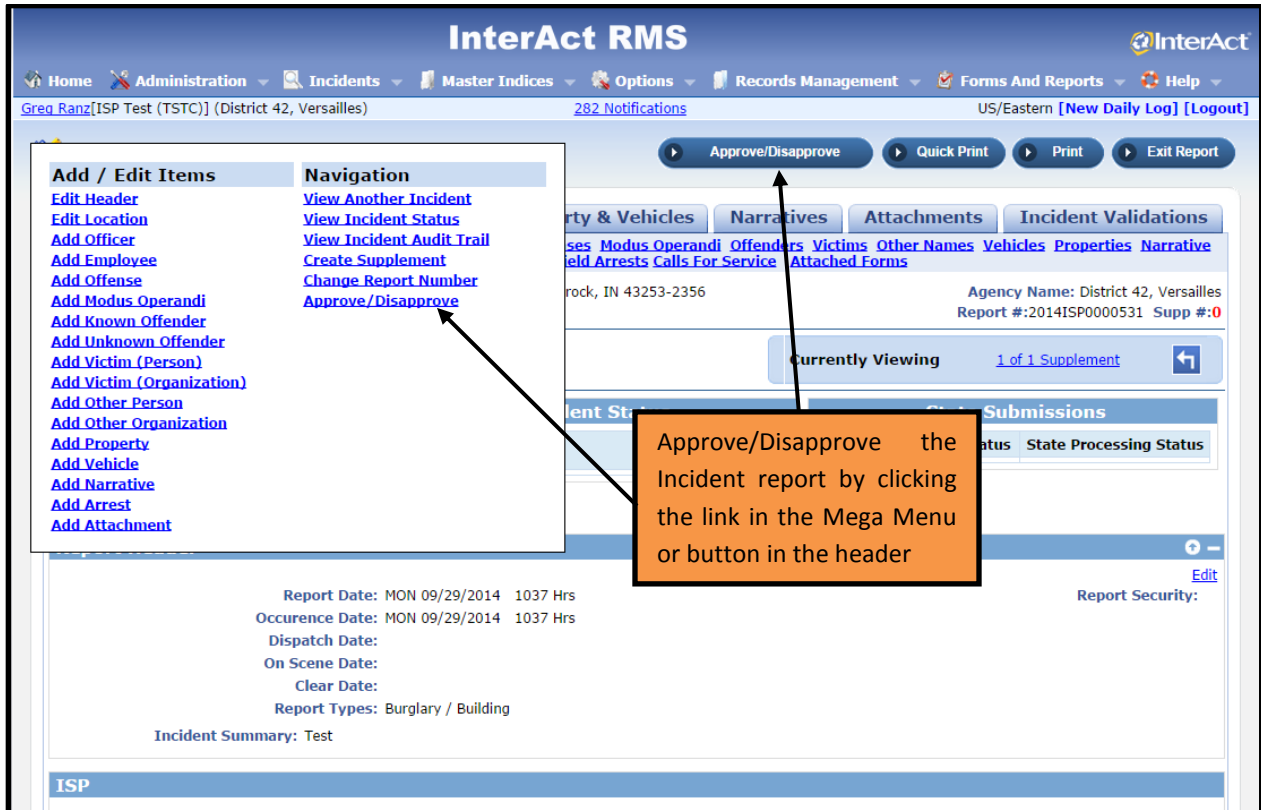 InterAct RMS
InterAct
Home Administration Incidents Master Indices Options Records Management Forms And Reports Help
Greg Ranz[ISP Test (TSTC)] (District 42, Versailles) 282 Notifications US/Eastern [New Daily Log] [Logout]
Approve/Disapprove Quick Print Print Exit Report
Add / Edit Items
Edit Header
Edit Location
Add Officer
Add Employee
Add Offense
Add Modus Operandi
Add Known Offender
Add Unknown Offender
Add Victim (Person)
Add Victim (Organization)
Add Other Person
Add Other Organization
Add Property
Add Vehicle
Add Narrative
Add Arrest
Add Attachment
Navigation
View Another Incident
View Incident Status
View Incident Audit Trail
Create Supplement
Change Report Number
Approve/Disapprove
rty & Vehicles Narratives Attachments Incident Validations
ses Modus Operandi Offenders Victims Other Names Vehicles Properties Narrative
ield Arrests Calls For Service Attached Forms
rock, IN 43253-2356 Agency Name: District 42, Versailles
Report #:2014ISP0000531 Supp #:0
Currently Viewing 1 of 1 Supplement
dent Sta Submissions
atus State Processing Status
Approve/Disapprove the
Incident report by clicking
the link in the Mega Menu
or button in the header
Edit
Report Date: MON 09/29/2014 1037 Hrs Report Security:
Occurence Date: MON 09/29/2014 1037 Hrs
Dispatch Date:
On Scene Date:
Clear Date:
Report Types: Burglary / Building
Incident Summary: Test
ISP